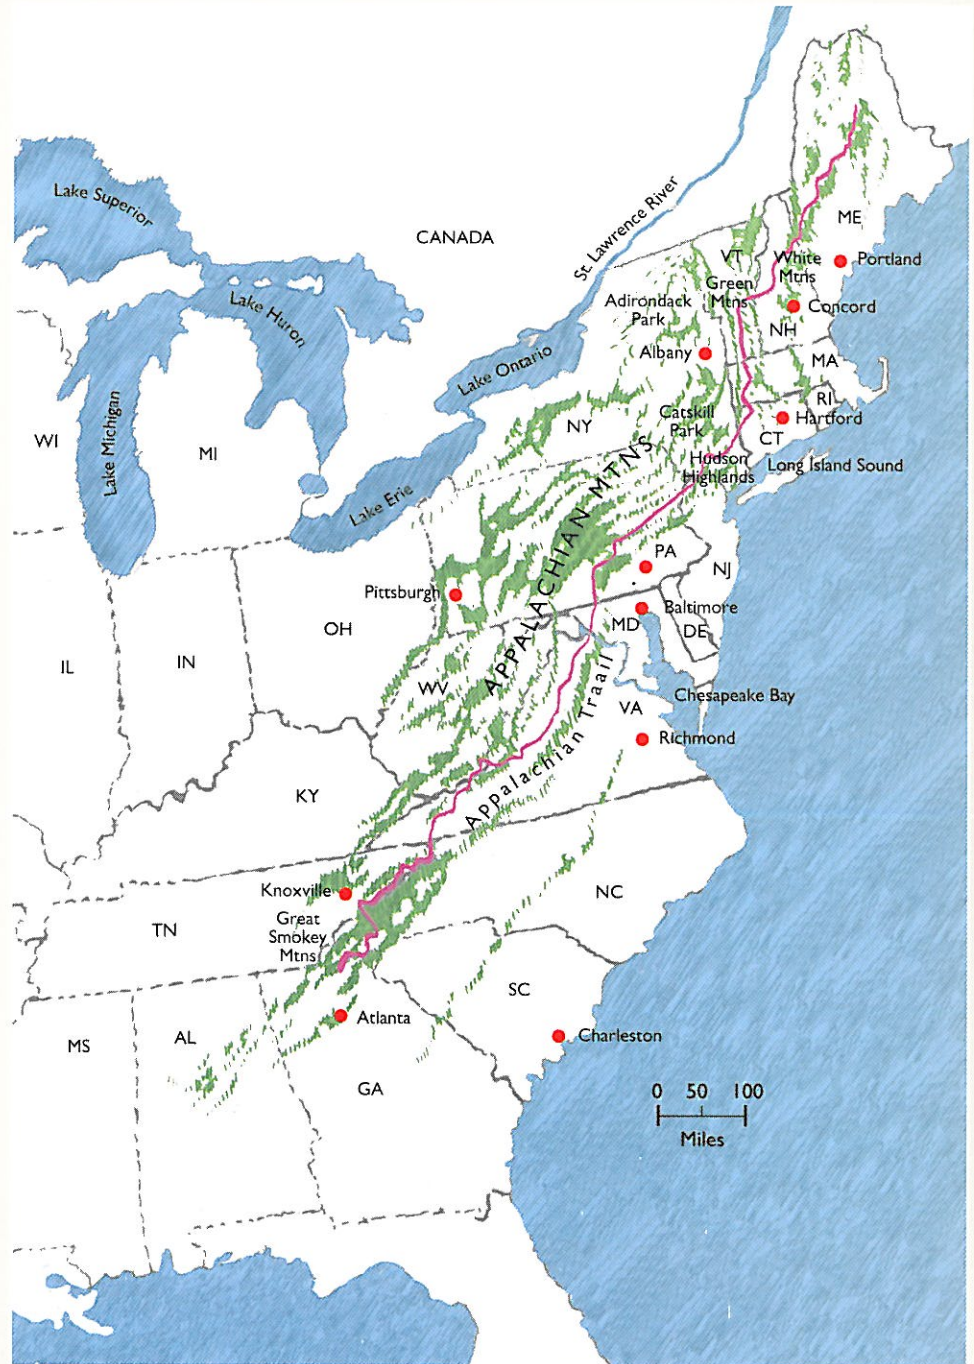 Lake Superior
CANADA
St. Lawrence River
ME
VT
White
Mtns
Portland
Green
Mtns
Lake Huron
Adirondack
Park
Concord
NH
Albany
Lake Ontario
MA
RI
Hartford
Catskill
Park
NY
CT
WI
Lake Michigan
MI
Hudson
Highlands
Long Island Sound
Lake Erie
APPALACHIAN MTNS
PA
NJ
Pittsburgh
Baltimore
MD
DE
OH
IL
IN
WV
Chesapeake Bay
VA
Richmond
Appalachian Traail
KY
Knoxville
NC
TN
Great
Smokey
Mtns
SC
Atlanta
Charleston
MS
AL
GA
0 50 100
Miles